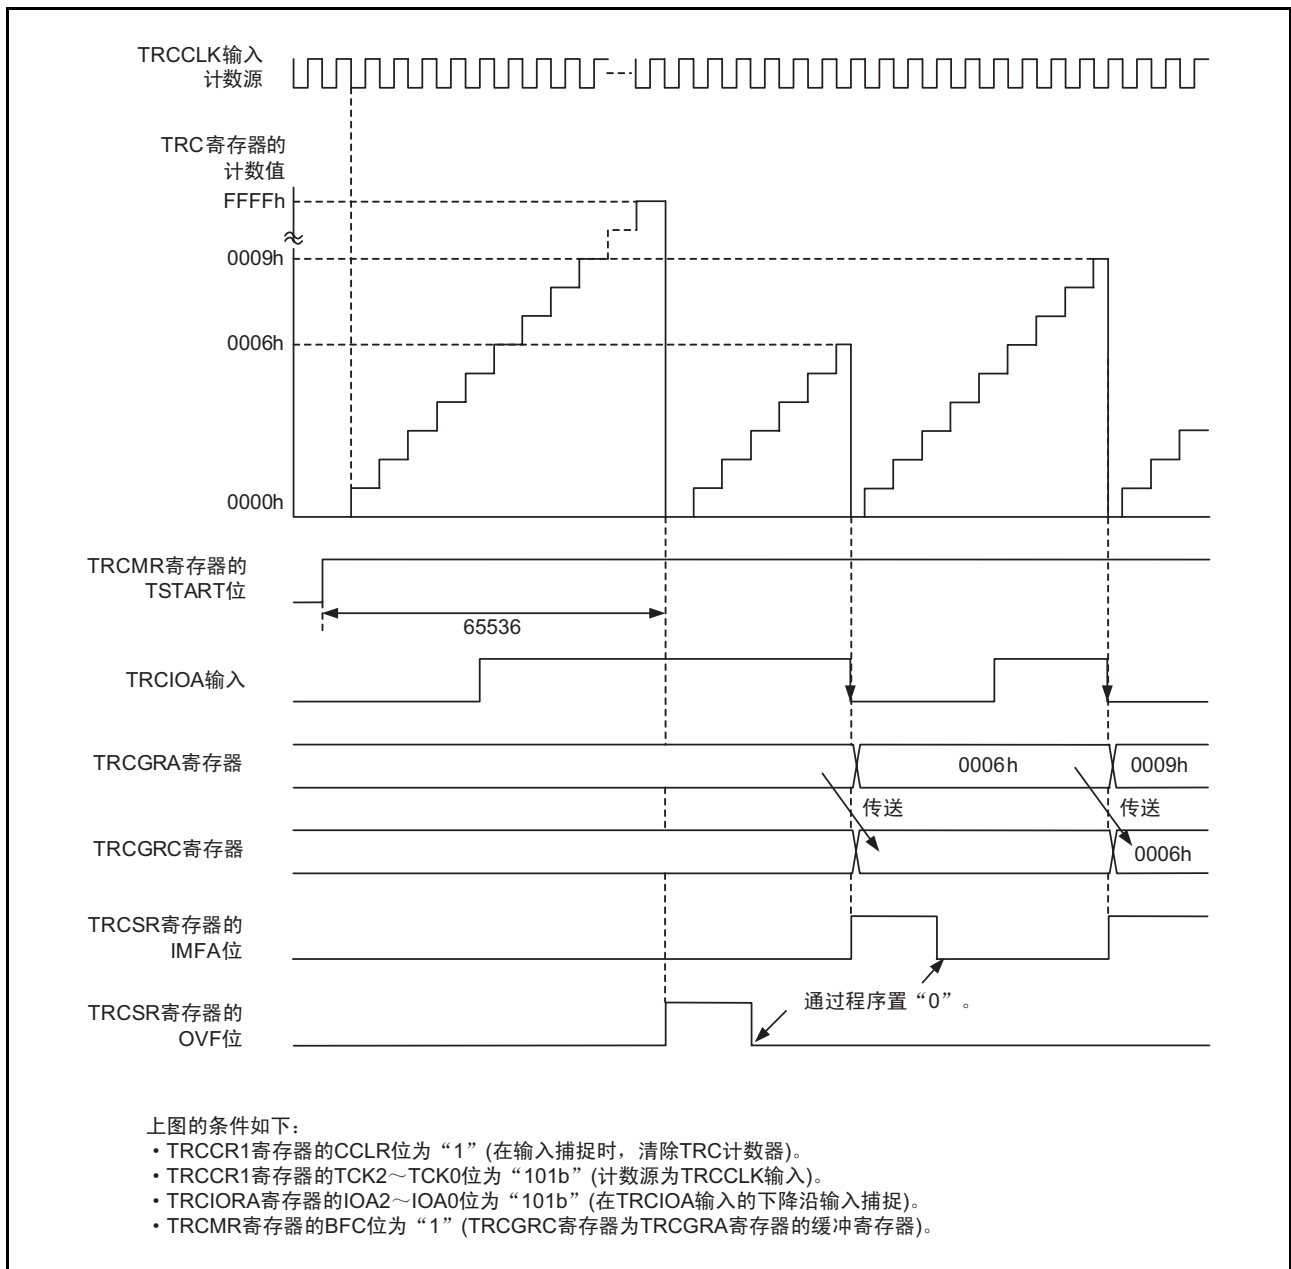 TRCCLK输入
计数源
TRC寄存器的
计数值
FFFFh
0009h
0006h
0000h
TRCMR寄存器的
TSTART位
65536
TRCIOA输入
TRCGRA寄存器
0006h
0009h
传送
传送
TRCGRC寄存器
0006h
TRCSR寄存器的
IMFA位
通过程序置“0”。
TRCSR寄存器的
OVF位
上图的条件如下：
・TRCCR1寄存器的CCLR位为“1”(在输入捕捉时，清除TRC计数器)。
・TRCCR1寄存器的TCK2～TCK0位为“101b”(计数源为TRCCLK输入)。
・TRCIORA寄存器的IOA2～IOA0位为“101b”(在TRCIOA输入的下降沿输入捕捉)。
・TRCMR寄存器的BFC位为“1”(TRCGRC寄存器为TRCGRA寄存器的缓冲寄存器)。